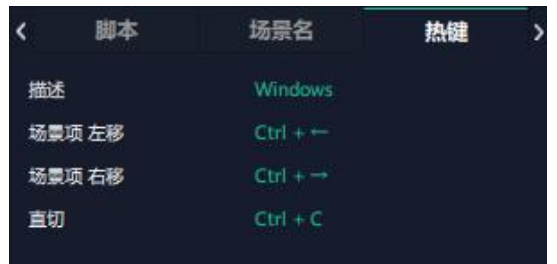 脚本 场景名 热键
描述 Windows
场景项 左移 Ctrl + ←
场景项 右移 Ctrl + →
直切 Ctrl + C